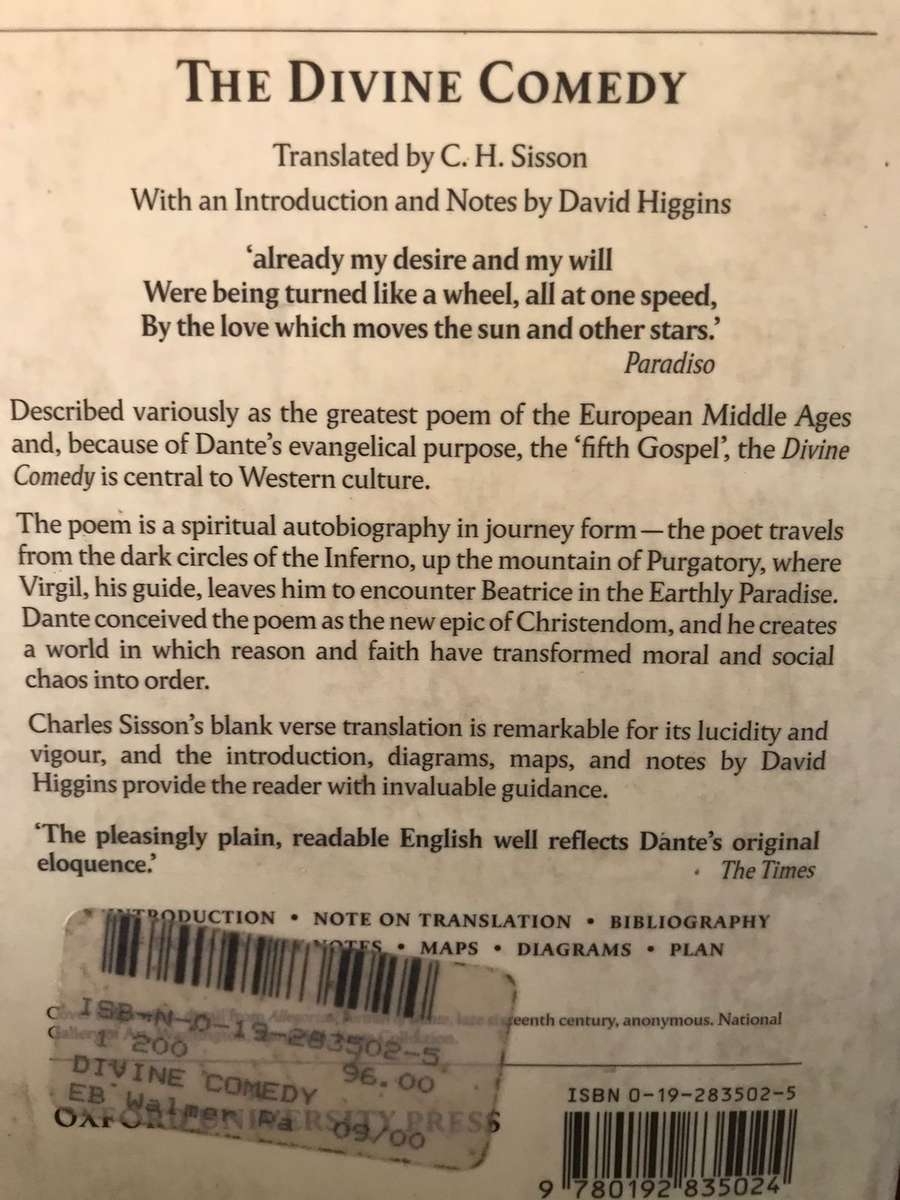 THE DIVINE COMEDY
Translated by C. H. Sisson
With an Introduction and Notes by David Higgins
‘already my desire and my will
Were being turned like a wheel, all at one speed,
By the love which moves the sun and other stars.’
Paradiso
Described variously as the greatest poem of the European Middle Ages
and, because of Dante’s evangelical purpose, the ‘fifth Gospel’, the Divine
Comedy is central to Western culture.
The poem is a spiritual autobiography in journey form—the poet travels
from the dark circles of the Inferno, up the mountain of Purgatory, where
Virgil, his guide, leaves him to encounter Beatrice in the Earthly Paradise.
Dante conceived the poem as the new epic of Christendom, and he creates
a world in which reason and faith have transformed moral and social
chaos into order.
Charles Sisson’s blank verse translation is remarkable for its lucidity and
vigour, and the introduction, diagrams, maps, and notes by David
Higgins provide the reader with invaluable guidance.
‘The pleasingly plain, readable English well reflects Dante’s original
eloquence.’ The Times
INTRODUCTION • NOTE ON TRANSLATION • BIBLIOGRAPHY
NOTES • MAPS • DIAGRAMS • PLAN
century, anonymous. National
ISB-N-0-19-283502-5
1 200 96.00
DIVINE COMEDY
EB Walmer Pa 09/00
OXFORD UNIVERSITY PRESS
ISBN 0-19-283502-5
9 780192 835024